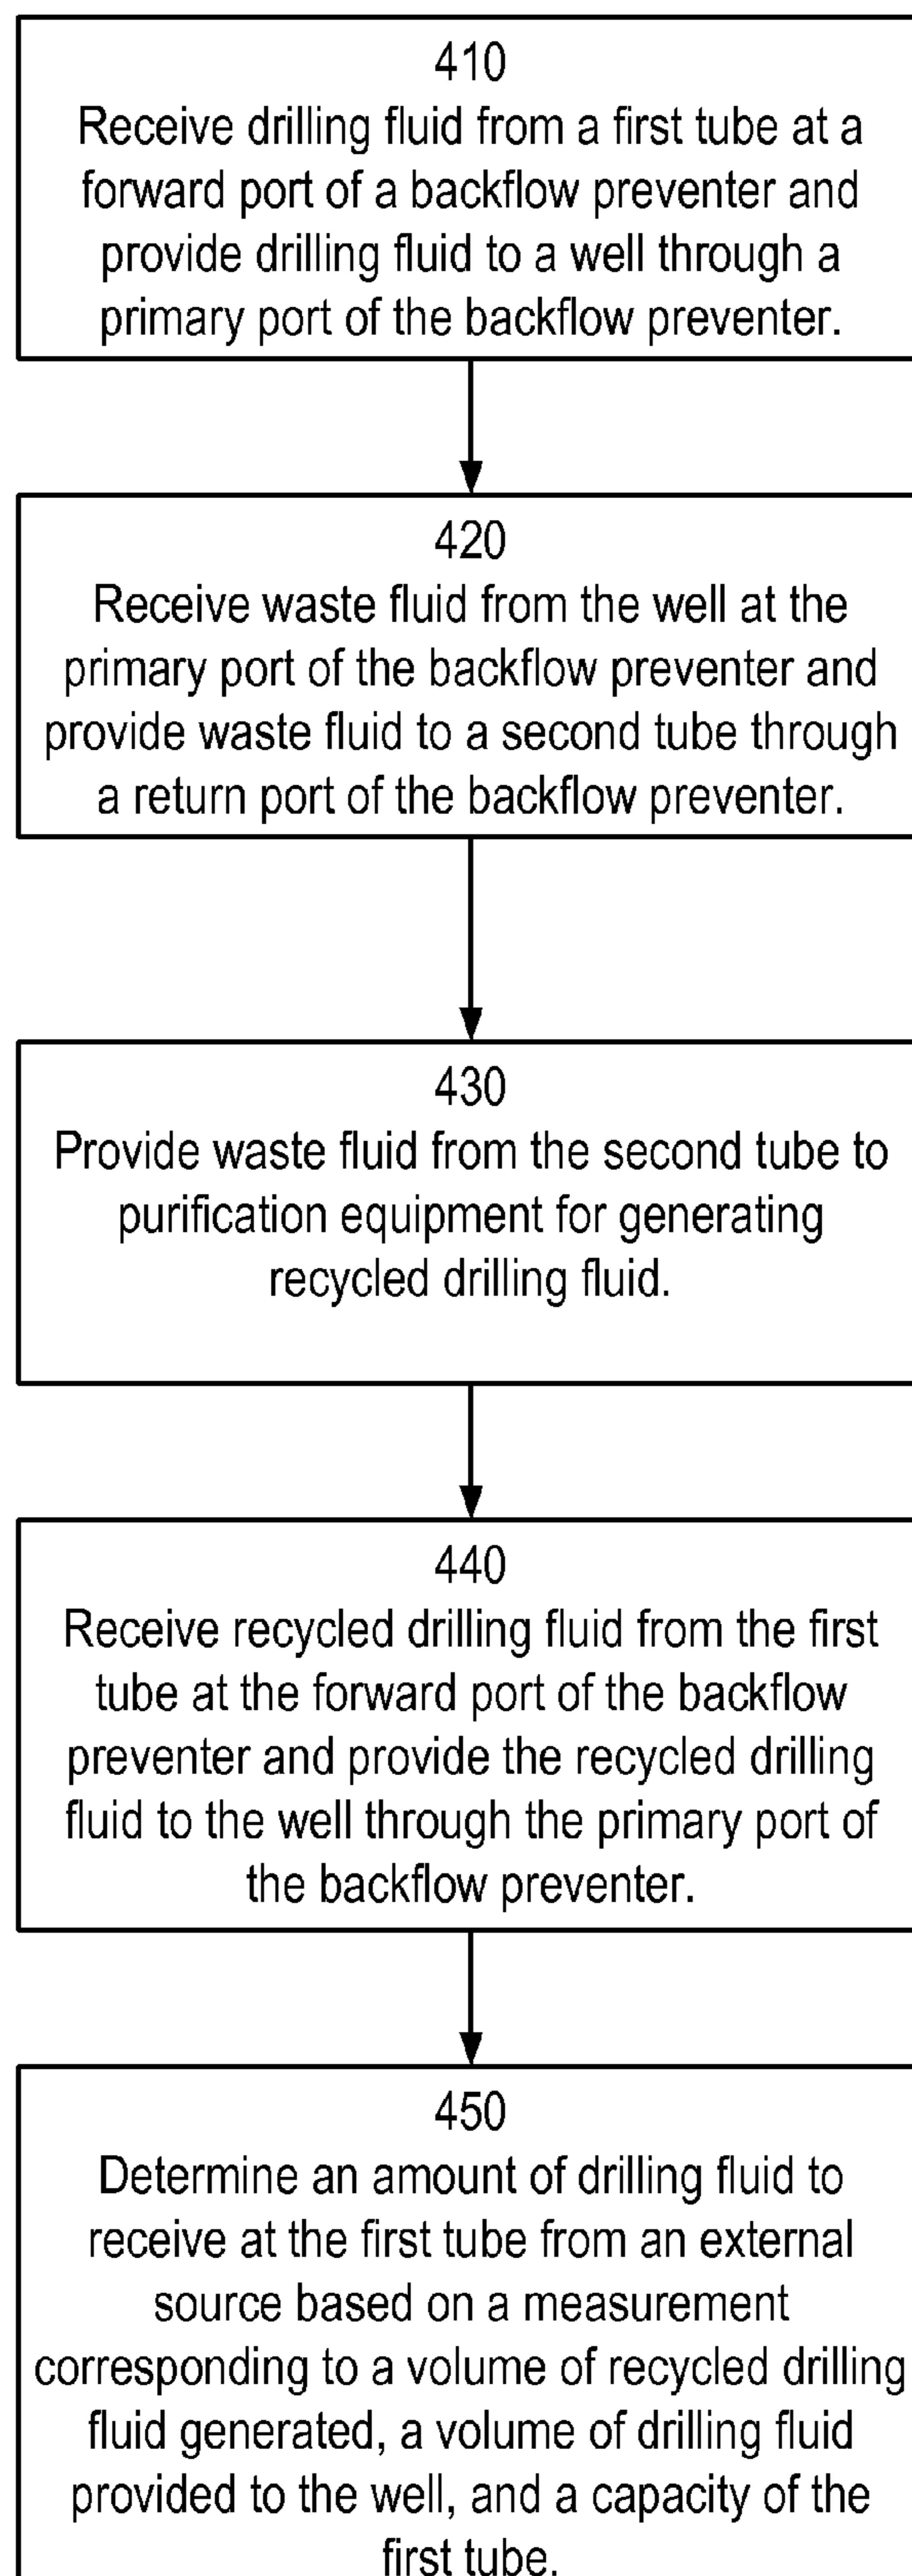 410
Receive drilling fluid from a first tube at a
forward port of a backflow preventer and
provide drilling fluid to a well through a
primary port of the backflow preventer.
420
Receive waste fluid from the well at the
primary port of the backflow preventer and
provide waste fluid to a second tube through
a return port of the backflow preventer.
430
Provide waste fluid from the second tube to
purification equipment for generating
recycled drilling fluid.
440
Receive recycled drilling fluid from the first
tube at the forward port of the backflow
preventer and provide the recycled drilling
fluid to the well through the primary port of
the backflow preventer.
450
Determine an amount of drilling fluid to
receive at the first tube from an external
source based on a measurement
corresponding to a volume of recycled drilling
fluid generated, a volume of drilling fluid
provided to the well, and a capacity of the
first tube.